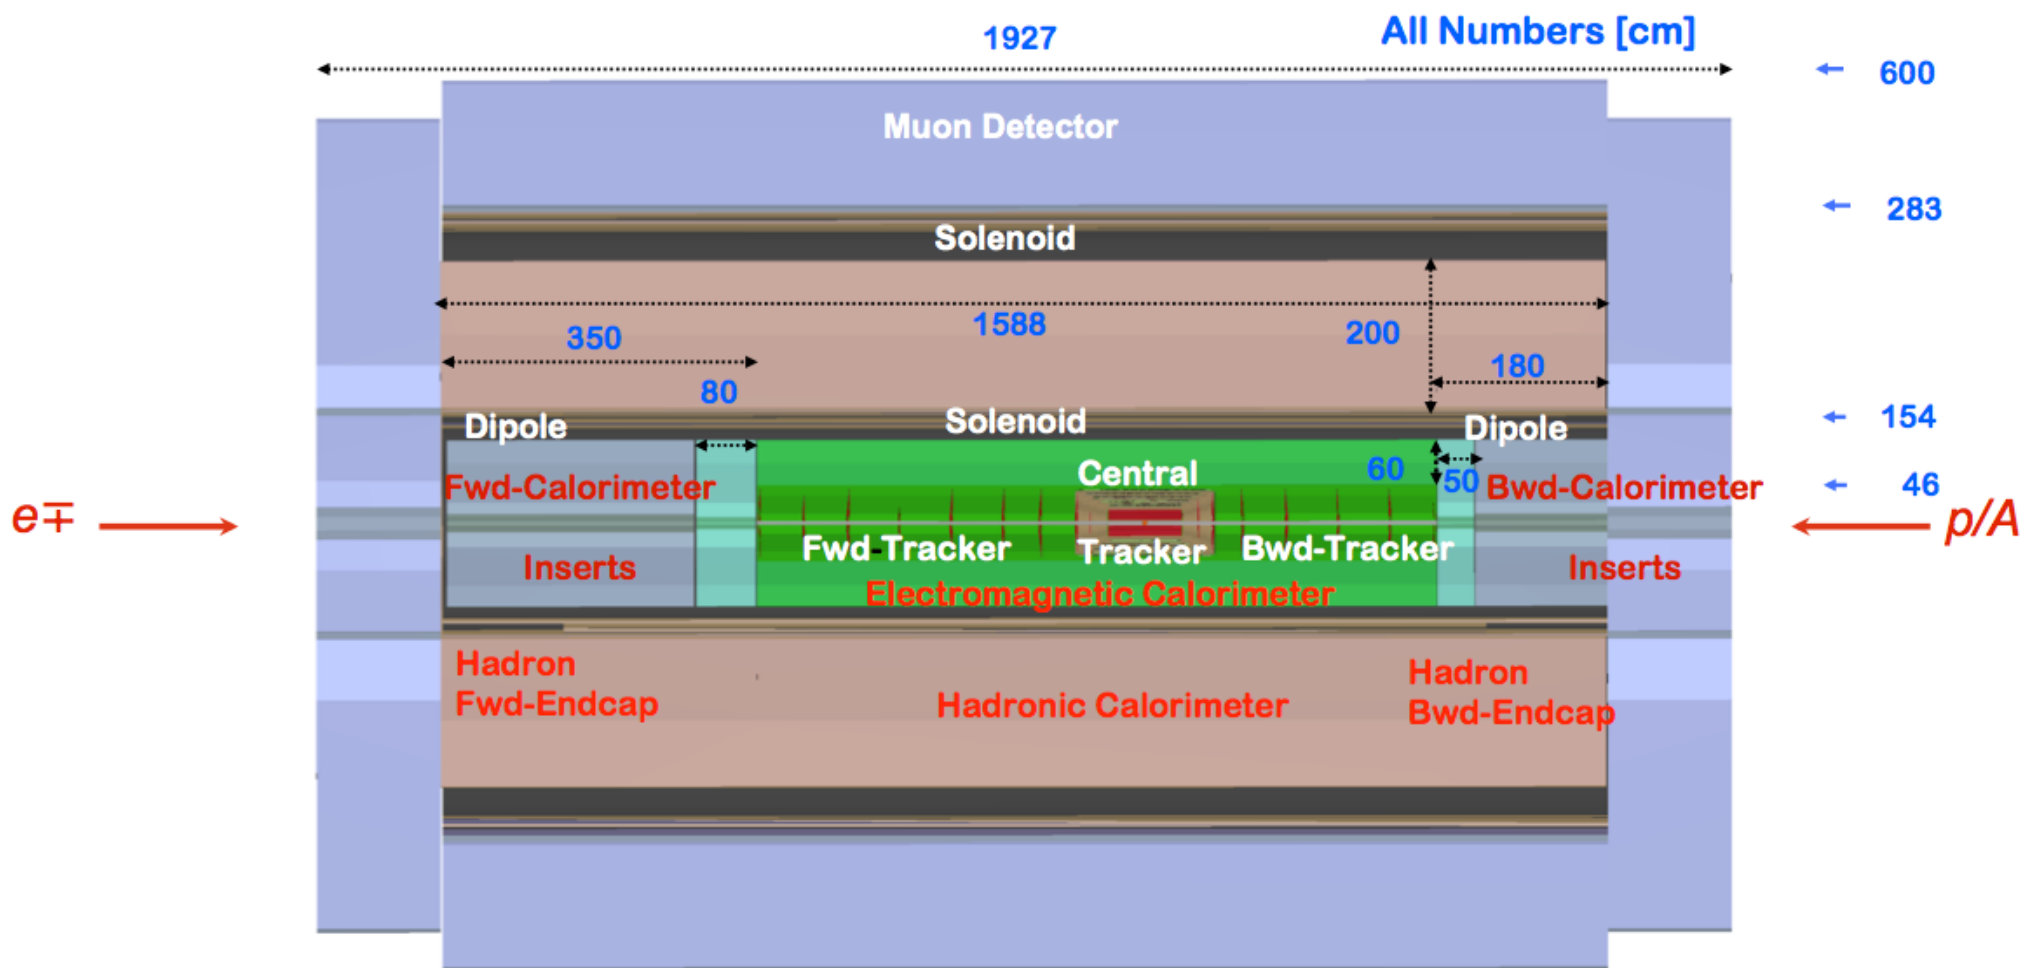 All Numbers [cm]
1927
600
Muon Detector
283
Solenoid
1588
350
200
180
80
Dipole
Solenoid
Dipole
154
Central
60
50
46
Fwd-Calorimeter
Bwd-Calorimeter
e∓
p/A
Fwd-Tracker
Tracker
Bwd-Tracker
Inserts
Inserts
Electromagnetic Calorimeter
Hadron
Fwd-Endcap
Hadronic Calorimeter
Hadron
Bwd-Endcap